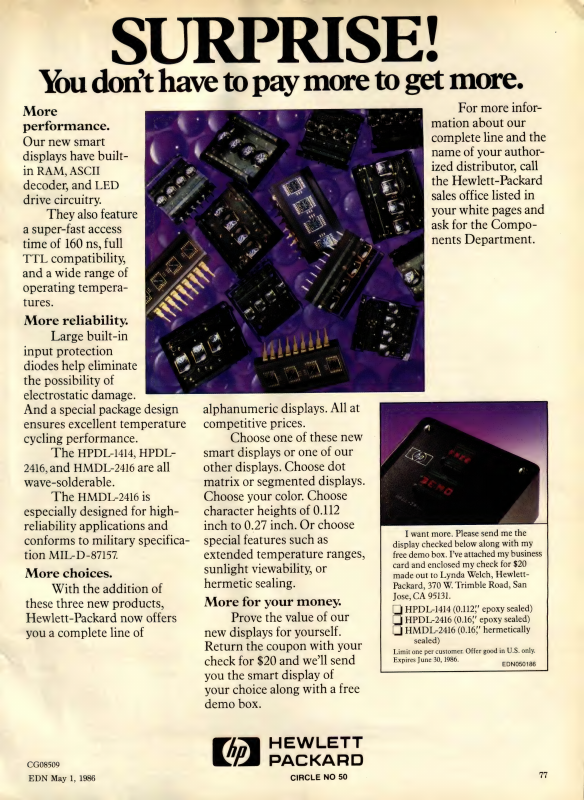 SURPRISE!
You don't have to pay more to get more.
More
performance.
Our new smart
displays have built-
in RAM, ASCII
decoder, and LED
drive circuitry.
They also feature
a super-fast access
time of 160 ns, full
TTL compatibility,
and a wide range of
operating tempera-
tures.
More reliability.
Large built-in
input protection
diodes help eliminate
the possibility of
electrostatic damage.
And a special package design
ensures excellent temperature
cycling performance.
The HPDL-1414, HPDL-
2416, and HMDL-2416 are all
wave-solderable.
The HMDL-2416 is
especially designed for high-
reliability applications and
conforms to military specifica-
tion MIL-D-87157.
More choices.
With the addition of
these three new products,
Hewlett-Packard now offers
you a complete line of
alphanumeric displays. All at
competitive prices.
Choose one of these new
smart displays or one of our
other displays. Choose dot
matrix or segmented displays.
Choose your color. Choose
character heights of 0.112
inch to 0.27 inch. Or choose
special features such as
extended temperature ranges,
sunlight viewability, or
hermetic sealing.
More for your money.
Prove the value of our
new displays for yourself.
Return the coupon with your
check for $20 and we'll send
you the smart display of
your choice along with a free
demo box.
For more infor-
mation about our
complete line and the
name of your author-
ized distributor, call
the Hewlett-Packard
sales office listed in
your white pages and
ask for the Compo-
nents Department.
hp
FREE
DEMO
I want more. Please send me the
display checked below along with my
free demo box. I've attached my business
card and enclosed my check for $20
made out to Lynda Welch, Hewlett-
Packard, 370 W. Trimble Road, San
Jose, CA 95131.
HPDL-1414 (0.112," epoxy sealed)
HPDL-2416 (0.16," epoxy sealed)
HMDL-2416 (0.16," hermetically
sealed)
Limit one per customer. Offer good in U.S. only.
Expires June 30, 1986.
EDN050186
hp HEWLETT
PACKARD
CIRCLE NO 50
CG08509
EDN May 1, 1986
77